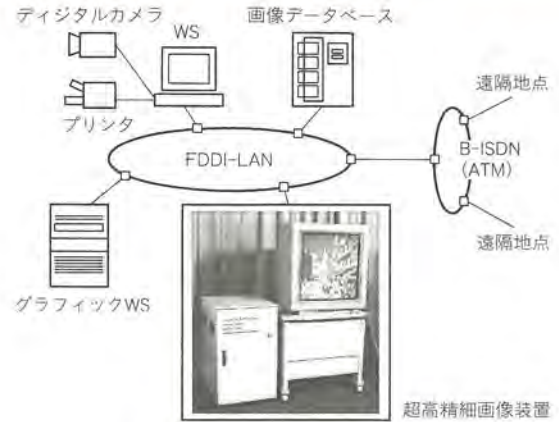 ディジタルカメラ
WS
画像データベース
プリンタ
FDDI-LAN
遠隔地点
B-ISDN
(ATM)
遠隔地点
グラフィックWS
超高精細画像装置